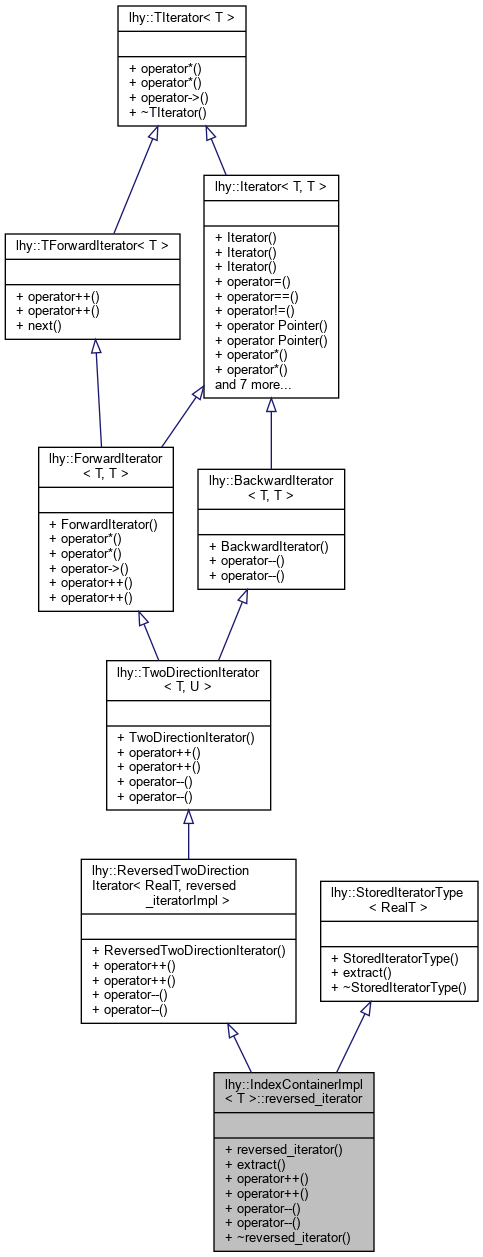 lhy::TIterator< T >
+ operator*()
+ operator*()
+ operator->()
+ ~TIterator()
lhy::Iterator< T, T >
+ Iterator()
+ Iterator()
+ Iterator()
+ operator=()
+ operator==()
+ operator!=()
+ operator Pointer()
+ operator Pointer()
+ operator*()
+ operator*()
and 7 more...
lhy::TForwardIterator< T >
+ operator++()
+ operator++()
+ next()
lhy::ForwardIterator
< T, T >
+ ForwardIterator()
+ operator*()
+ operator*()
+ operator->()
+ operator++()
+ operator++()
lhy::BackwardIterator
< T, T >
+ BackwardIterator()
+ operator--()
+ operator--()
lhy::TwoDirectionIterator
< T, U >
+ TwoDirectionIterator()
+ operator++()
+ operator++()
+ operator--()
+ operator--()
lhy::ReversedTwoDirection
Iterator< RealT, reversed
_iteratorImpl >
+ ReversedTwoDirectionIterator()
+ operator++()
+ operator++()
+ operator--()
+ operator--()
lhy::StoredIteratorType
< RealT >
+ StoredIteratorType()
+ extract()
+ ~StoredIteratorType()
lhy::IndexContainerImpl
< T >::reversed_iterator
+ reversed_iterator()
+ extract()
+ operator++()
+ operator++()
+ operator--()
+ operator--()
+ ~reversed_iterator()